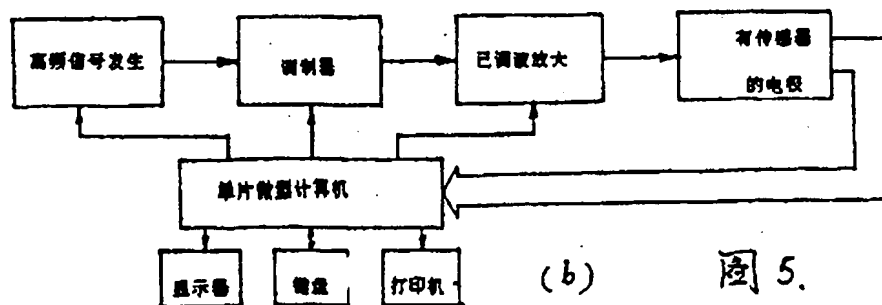 高频信号发生
调制器
已调波放大
有传感器
的电极
单片微型计算机
显示器
键盘
打印机
(b)
图 5.